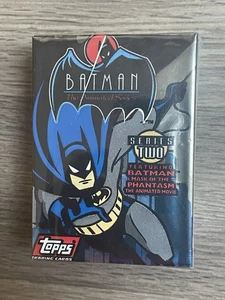 BATMAN
The Animated Series
SERIES
TWO
FEATURING
BATMAN
MASK OF THE
PHANTASM
THE ANIMATED MOVIE
Topps
TRADING CARDS